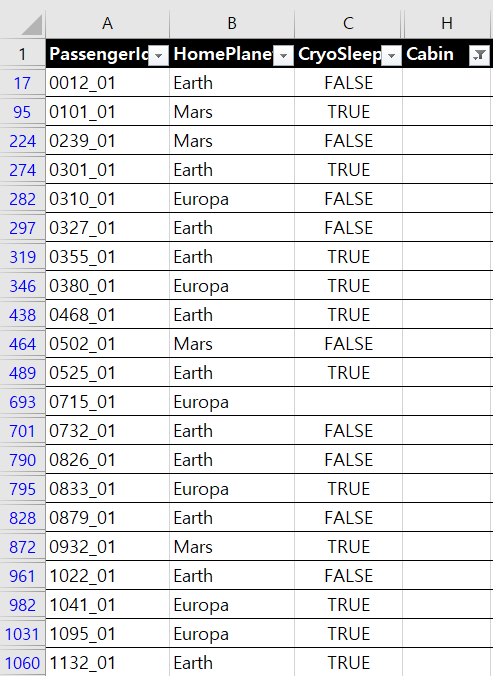 A B C H
1 PassengerId HomePlane CryoSleep Cabin
17 0012_01 Earth FALSE
95 0101_01 Mars TRUE
224 0239_01 Mars FALSE
274 0301_01 Earth TRUE
282 0310_01 Europa FALSE
297 0327_01 Earth FALSE
319 0355_01 Earth TRUE
346 0380_01 Europa TRUE
438 0468_01 Earth TRUE
464 0502_01 Mars FALSE
489 0525_01 Earth TRUE
693 0715_01 Europa
701 0732_01 Earth FALSE
790 0826_01 Earth FALSE
795 0833_01 Europa TRUE
828 0879_01 Earth FALSE
872 0932_01 Mars TRUE
961 1022_01 Earth FALSE
982 1041_01 Europa TRUE
1031 1095_01 Europa TRUE
1060 1132_01 Earth TRUE